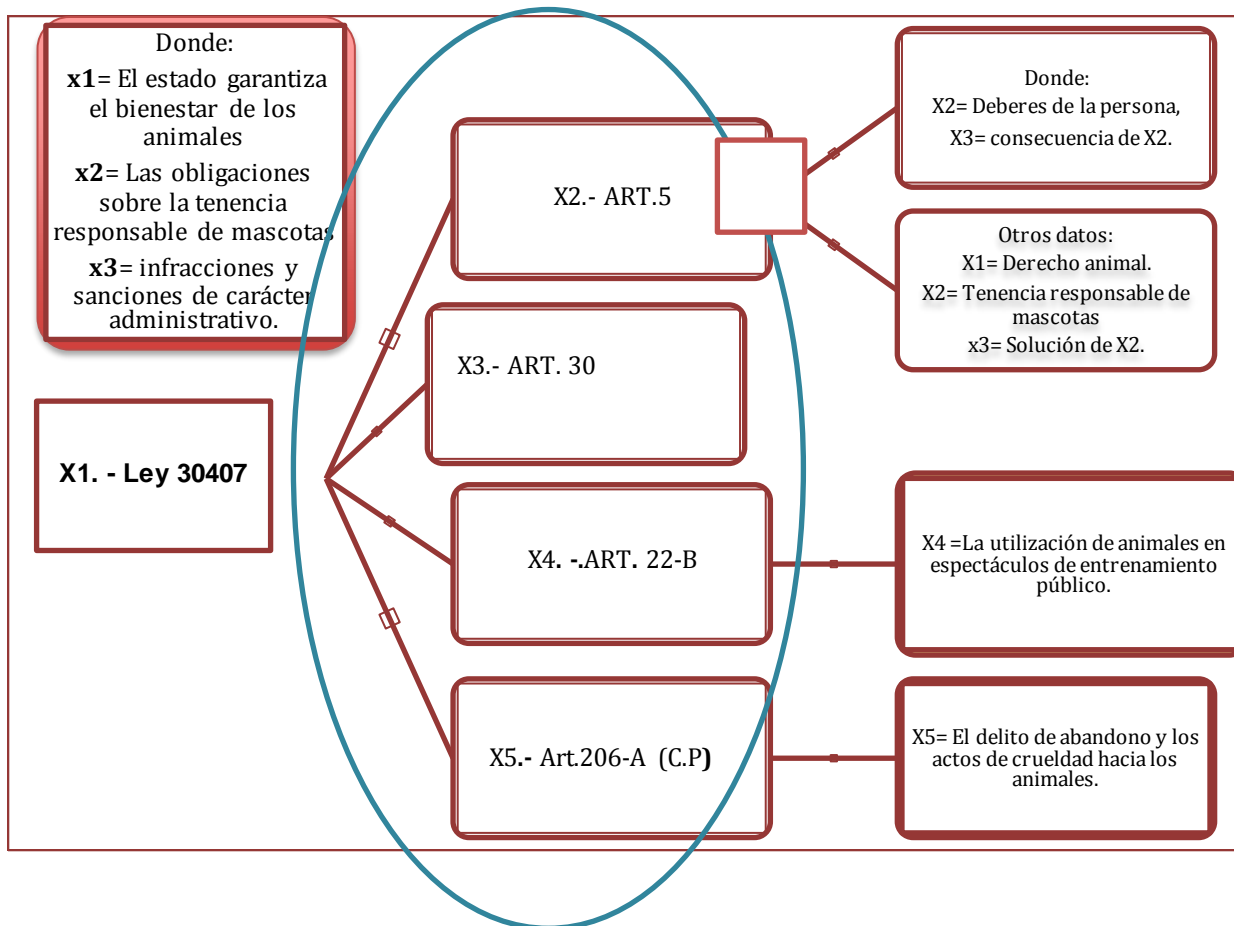 Donde:
x1= El estado garantiza
el bienestar de los
animales
x2= Las obligaciones
sobre la tenencia
responsable de mascotas
x3= infracciones y
sanciones de carácter
administrativo.
X1. - Ley 30407
X2.- ART.5
X3.- ART. 30
X4. -.ART. 22-B
X5.- Art.206-A (C.P)
Donde:
X2= Deberes de la persona,
X3= consecuencia de X2.
Otros datos:
X1= Derecho animal.
X2= Tenencia responsable de
mascotas
x3= Solución de X2.
X4 =La utilización de animales en
espectáculos de entrenamiento
público.
X5= El delito de abandono y los
actos de crueldad hacia los
animales.